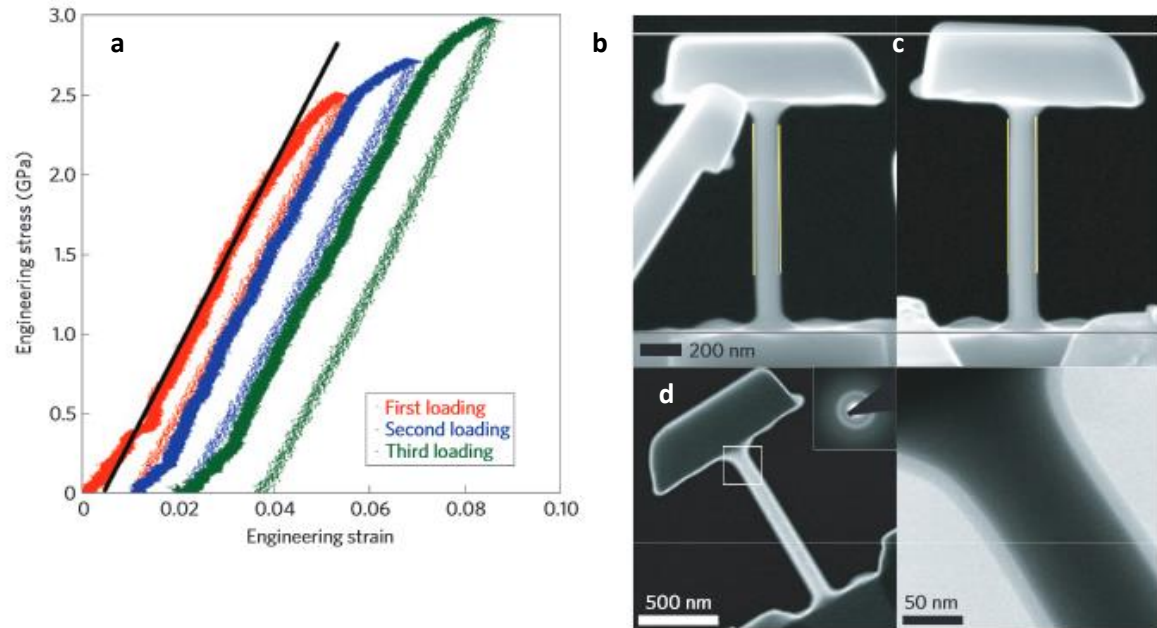 a
3.0
2.5
2.0
1.5
1.0
0.5
0
Engineering stress (GPa)
First loading
Second loading
Third loading
0 0.02 0.04 0.06 0.08 0.10
Engineering strain
b
c
200 nm
d
500 nm
50 nm